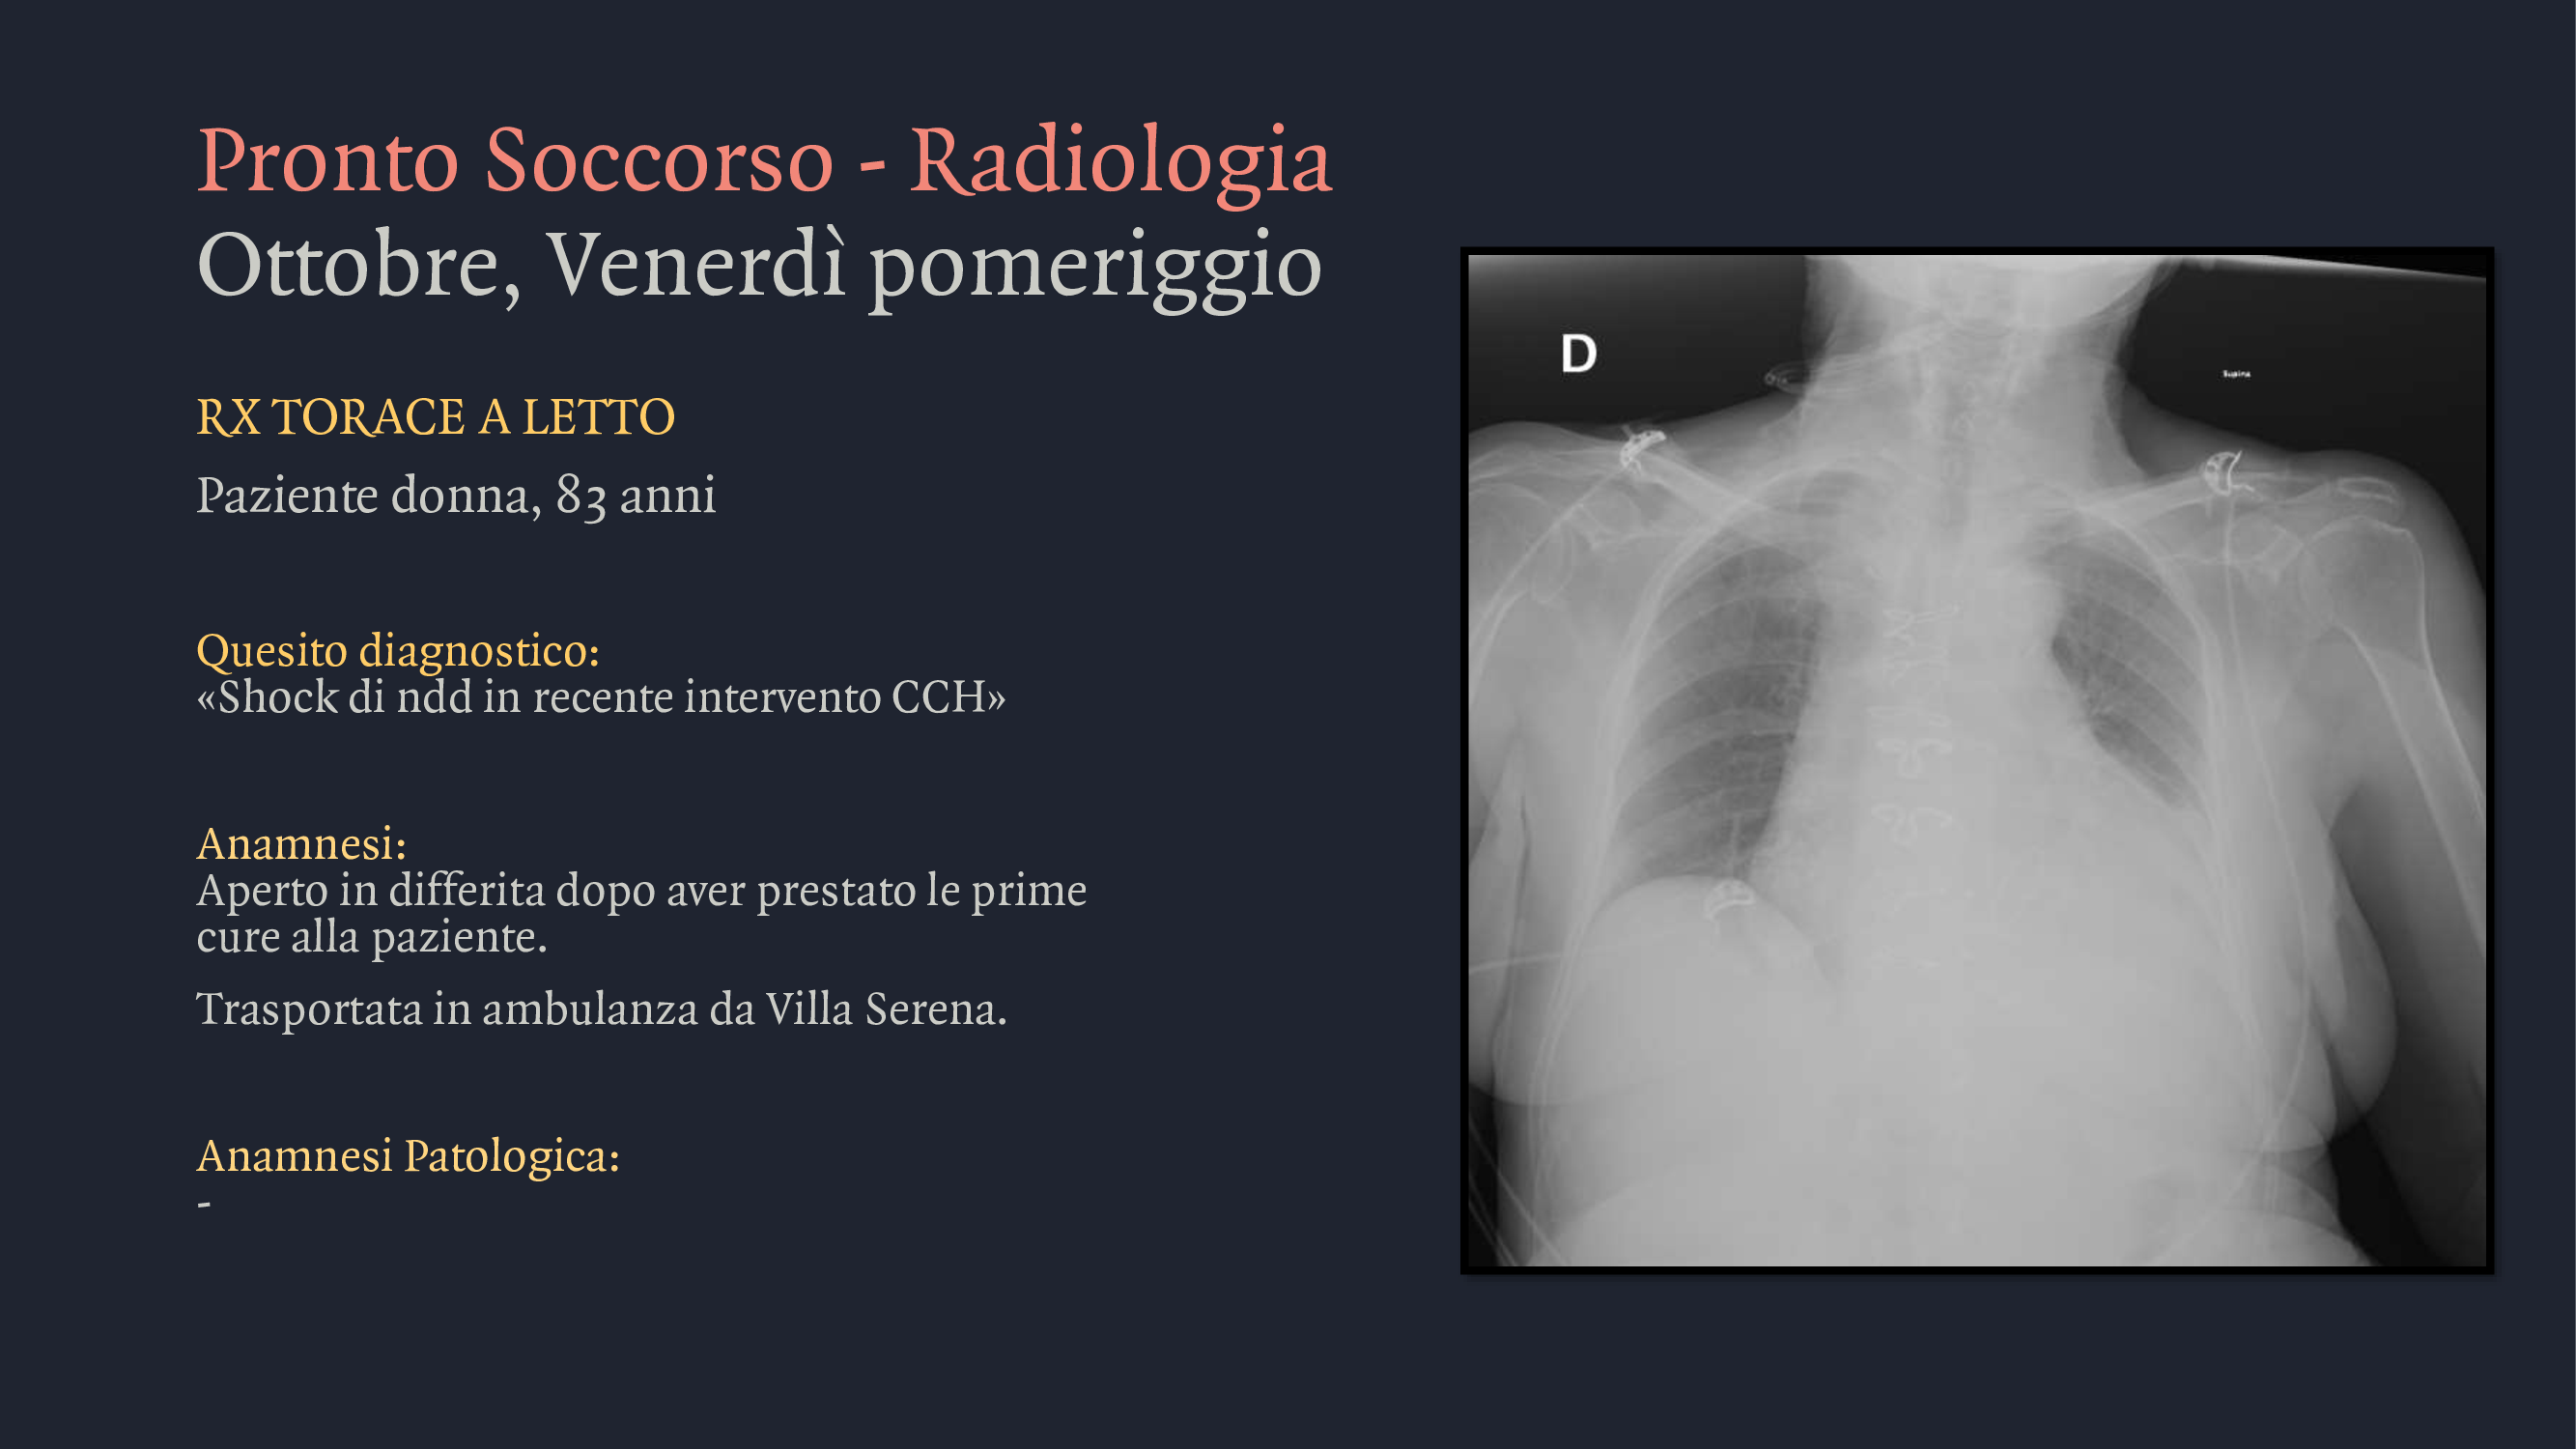 Pronto Soccorso - Radiologia
Ottobre, Venerdì pomeriggio
RX TORACE A LETTO
Paziente donna, 83 anni
Quesito diagnostico:
«Shock di ndd in recente intervento CCH»
Anamnesi:
Aperto in differita dopo aver prestato le prime
cure alla paziente.
Trasportata in ambulanza da Villa Serena.
Anamnesi Patologica:
-
D
Supina